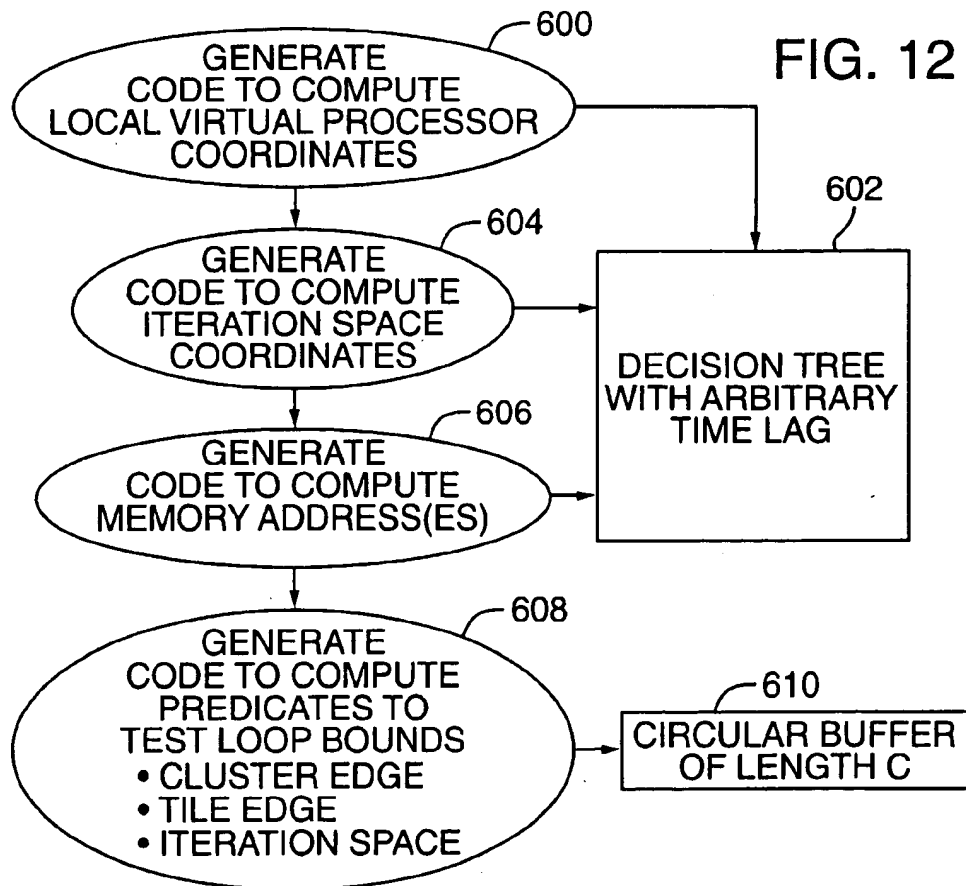 600
FIG. 12
GENERATE
CODE TO COMPUTE
LOCAL VIRTUAL PROCESSOR
COORDINATES
602
604
GENERATE
CODE TO COMPUTE
ITERATION SPACE
COORDINATES
DECISION TREE
WITH ARBITRARY
TIME LAG
606
GENERATE
CODE TO COMPUTE
MEMORY ADDRESS(ES)
608
GENERATE
CODE TO COMPUTE
PREDICATES TO
TEST LOOP BOUNDS
• CLUSTER EDGE
• TILE EDGE
• ITERATION SPACE
610
CIRCULAR BUFFER
OF LENGTH C